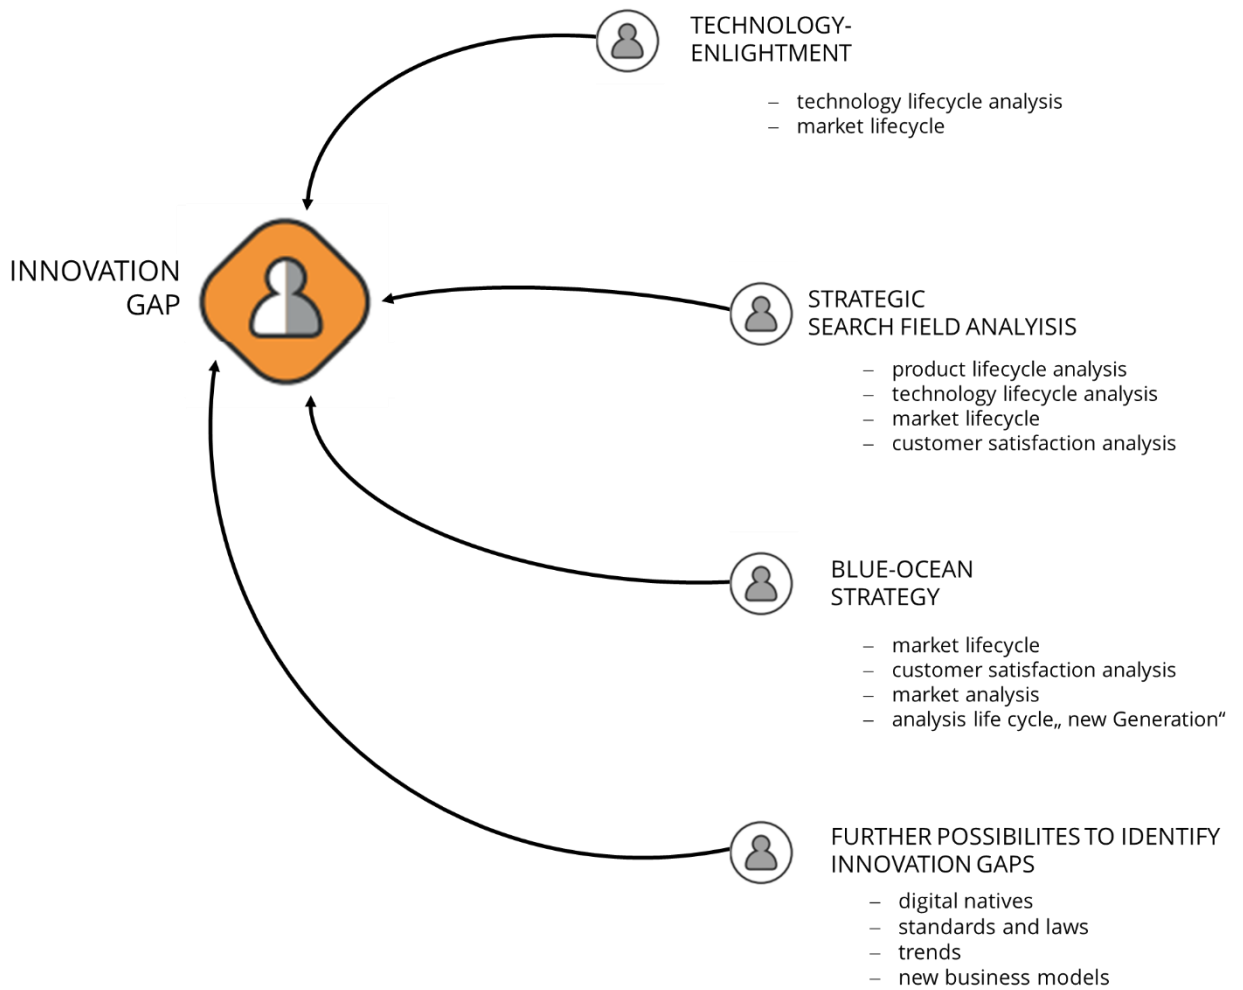 TECHNOLOGY-
ENLIGHTMENT
– technology lifecycle analysis
– market lifecycle
INNOVATION
GAP
STRATEGIC
SEARCH FIELD ANALYISIS
– product lifecycle analysis
– technology lifecycle analysis
– market lifecycle
– customer satisfaction analysis
BLUE-OCEAN
STRATEGY
– market lifecycle
– customer satisfaction analysis
– market analysis
– analysis life cycle„ new Generation“
FURTHER POSSIBILITES TO IDENTIFY
INNOVATION GAPS
– digital natives
– standards and laws
– trends
– new business models